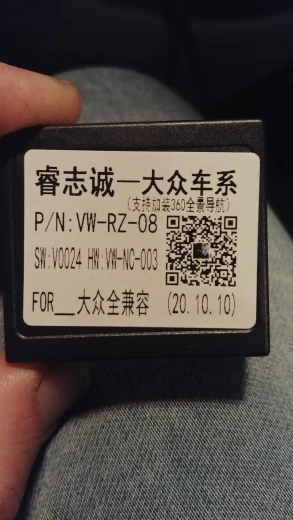 睿志诚—大众车系
(支持加装360全景导航)
P/N:VW-RZ-08
SW:V0024 HW:VW-NC-003
FOR__大众全兼容 (20.10.10)